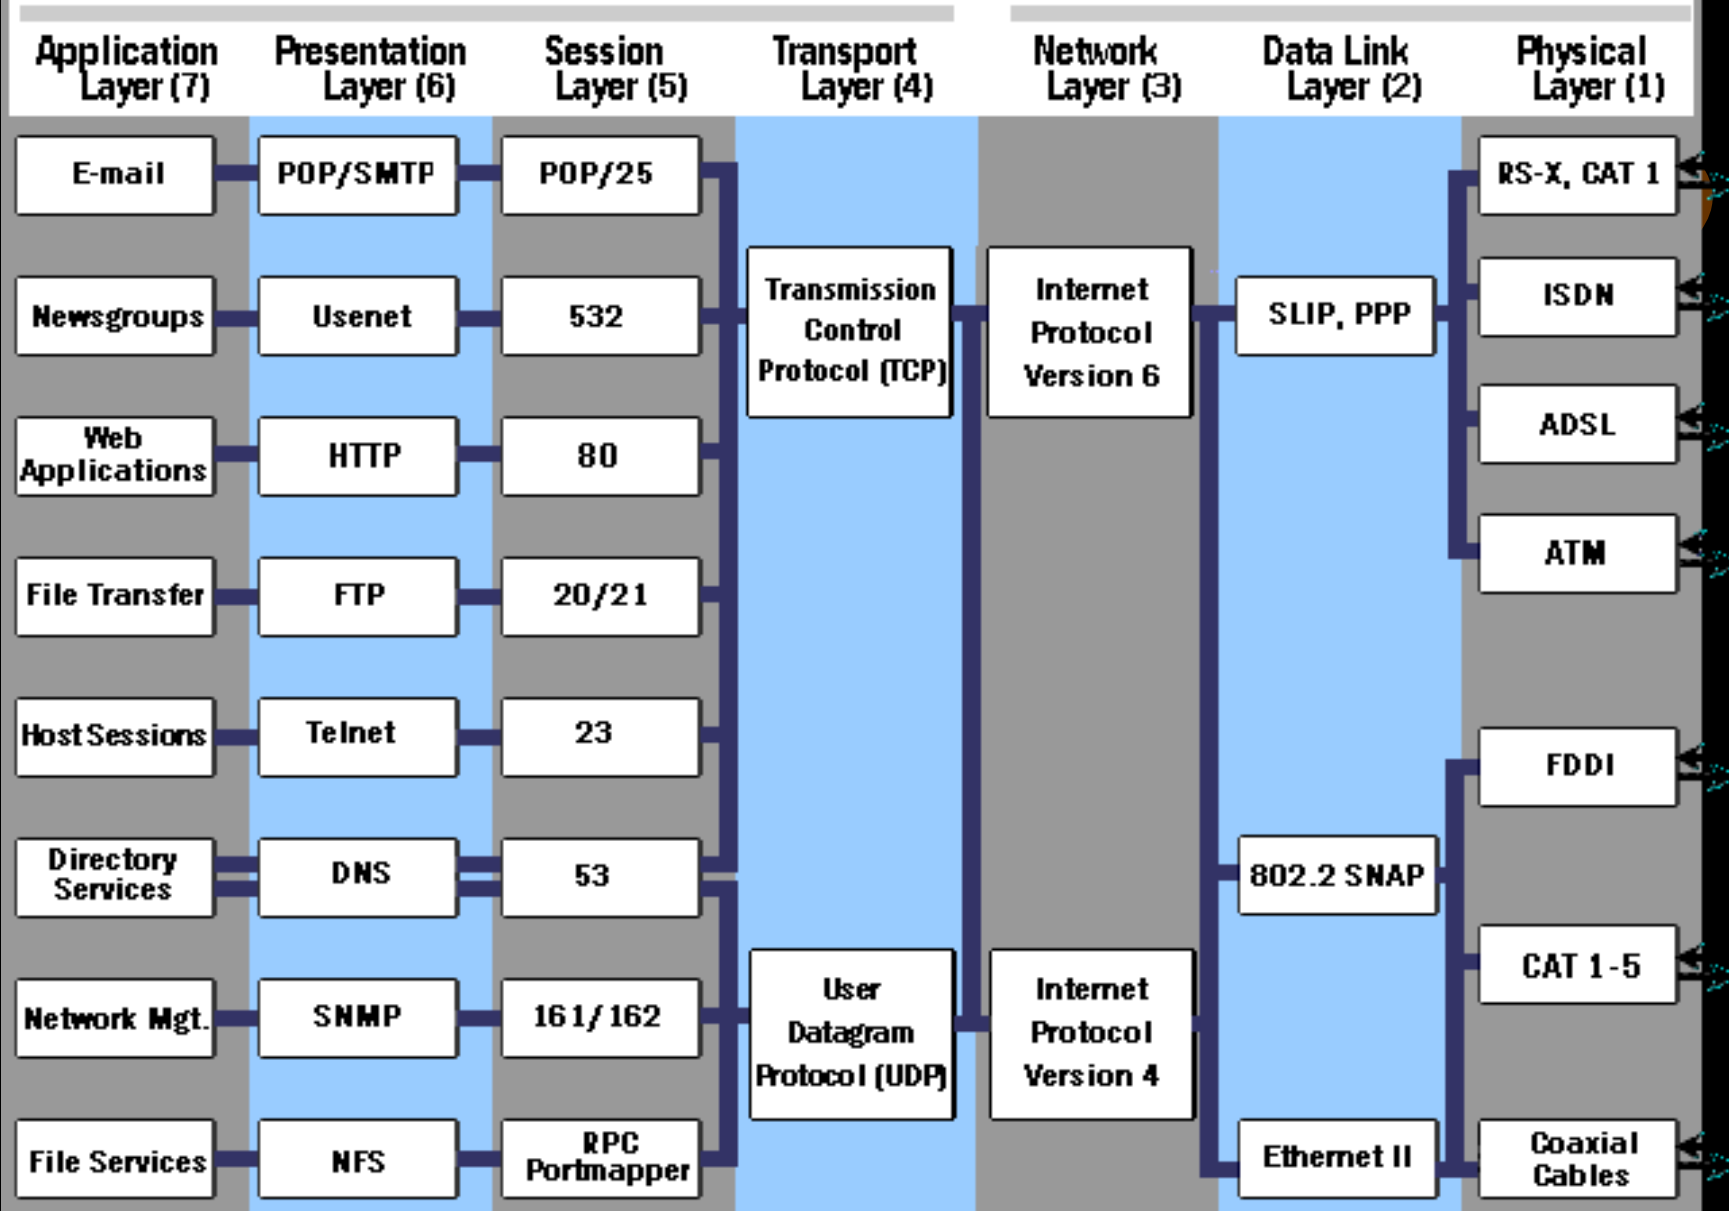 Application
Layer (7)
Presentation
Layer (6)
Session
Layer (5)
Transport
Layer (4)
Network
Layer (3)
Data Link
Layer (2)
Physical
Layer (1)
E-mail
POP/SMTP
POP/25
RS-X, CAT 1
Newsgroups
Usenet
532
Transmission
Control
Protocol (TCP)
Internet
Protocol
Version 6
SLIP, PPP
ISDN
Web
Applications
HTTP
80
ADSL
File Transfer
FTP
20/21
ATM
Host Sessions
Telnet
23
FDDI
Directory
Services
DNS
53
802.2 SNAP
CAT 1-5
Network Mgt.
SNMP
161/162
User
Datagram
Protocol (UDP)
Internet
Protocol
Version 4
File Services
NFS
RPC
Portmapper
Ethernet II
Coaxial
Cables